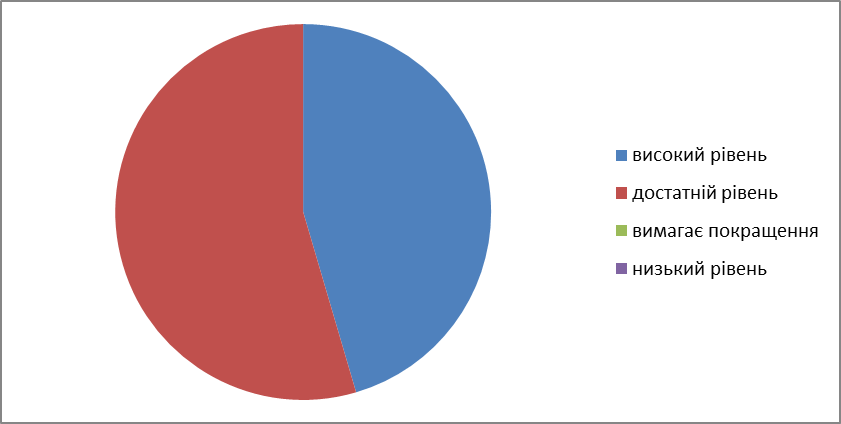 високий рівень
достатній рівень
вимагає покращення
низький рівень